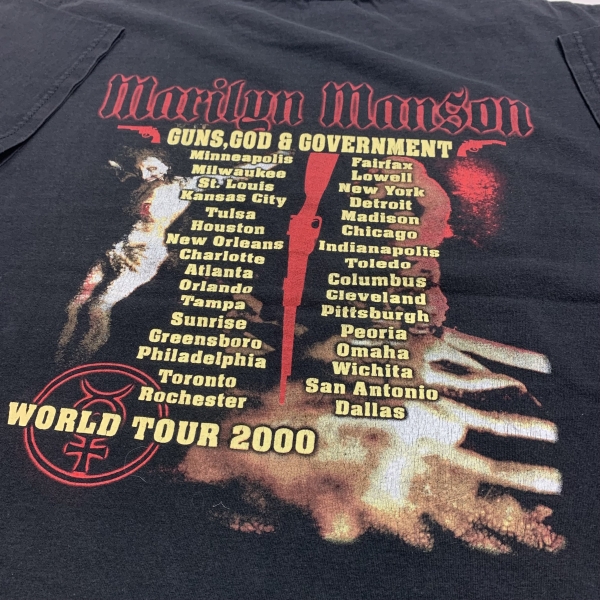 Marilyn Manson
GUNS,GOD & GOVERNMENT
Minneapolis
Milwaukee
St. Louis
Kansas City
Tulsa
Houston
New Orleans
Charlotte
Atlanta
Orlando
Tampa
Sunrise
Greensboro
Philadelphia
Toronto
Rochester
Fairfax
Lowell
New York
Detroit
Madison
Chicago
Indianapolis
Toledo
Columbus
Cleveland
Pittsburgh
Peoria
Omaha
Wichita
San Antonio
Dallas
WORLD TOUR 2000